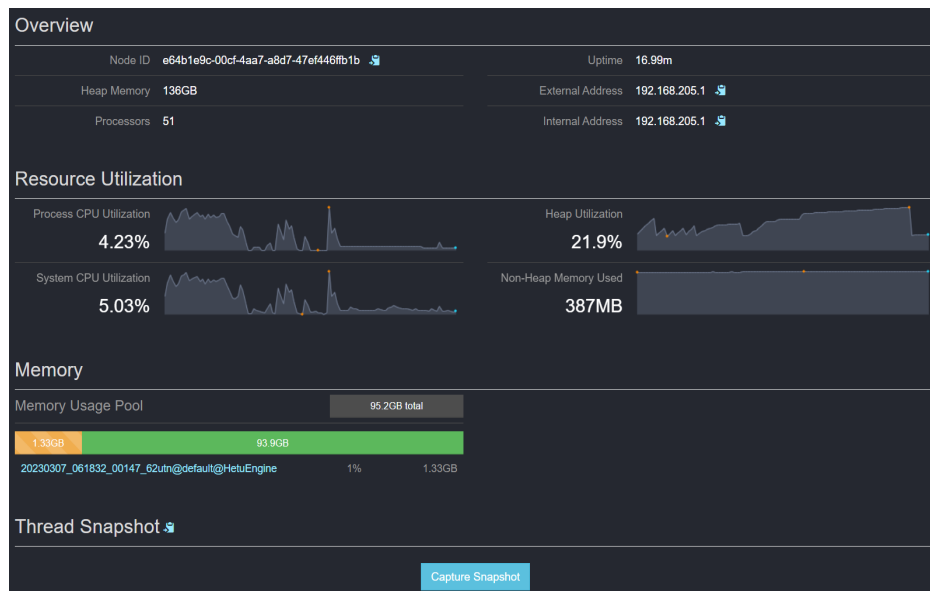 Overview
Node ID e64b1e9c-00cf-4aa7-a8d7-47ef446ffb1b
Uptime 16.99m
Heap Memory 136GB
External Address 192.168.205.1
Processors 51
Internal Address 192.168.205.1
Resource Utilization
Process CPU Utilization
4.23%
Heap Utilization
21.9%
System CPU Utilization
5.03%
Non-Heap Memory Used
387MB
Memory
Memory Usage Pool 95.2GB total
1.33GB 93.9GB
20230307_061832_00147_62utn@default@HetuEngine 1% 1.33GB
Thread Snapshot
Capture Snapshot